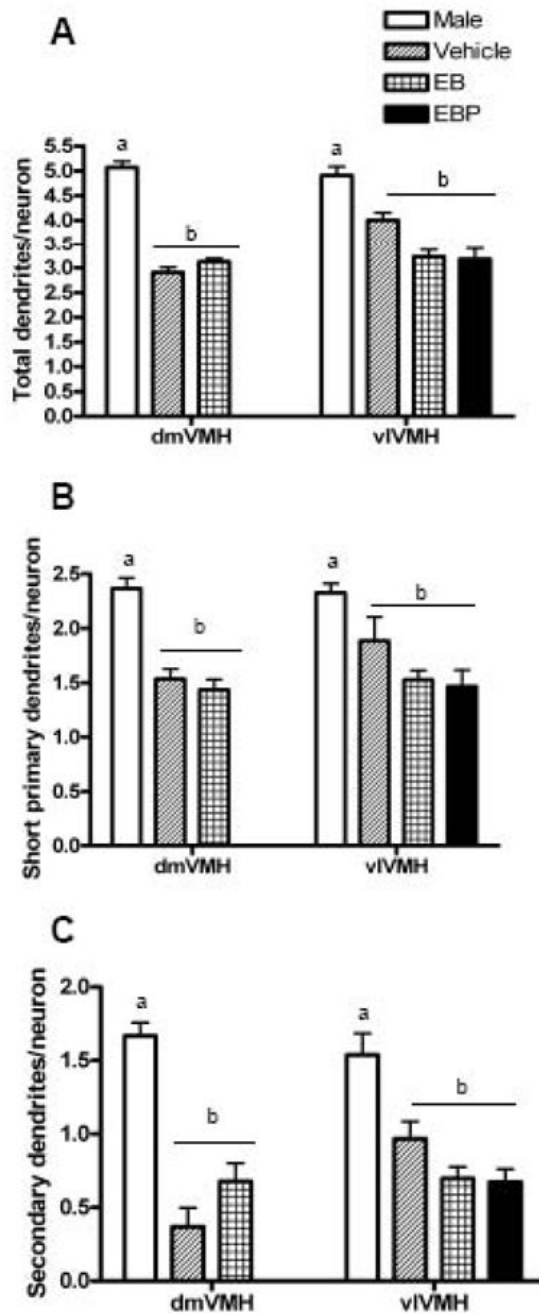 A
Male
Vehicle
EB
EBP
Total dendrites/neuron
5.5
5.0
4.5
4.0
3.5
3.0
2.5
2.0
1.5
1.0
0.5
0.0
a
b
a
b
dmVMH
vlVMH
B
Short primary dendrites/neuron
2.5
2.0
1.5
1.0
0.5
0.0
a
b
a
b
dmVMH
vlVMH
C
Secondary dendrites/neuron
2.0
1.5
1.0
0.5
0.0
a
b
a
b
dmVMH
vlVMH